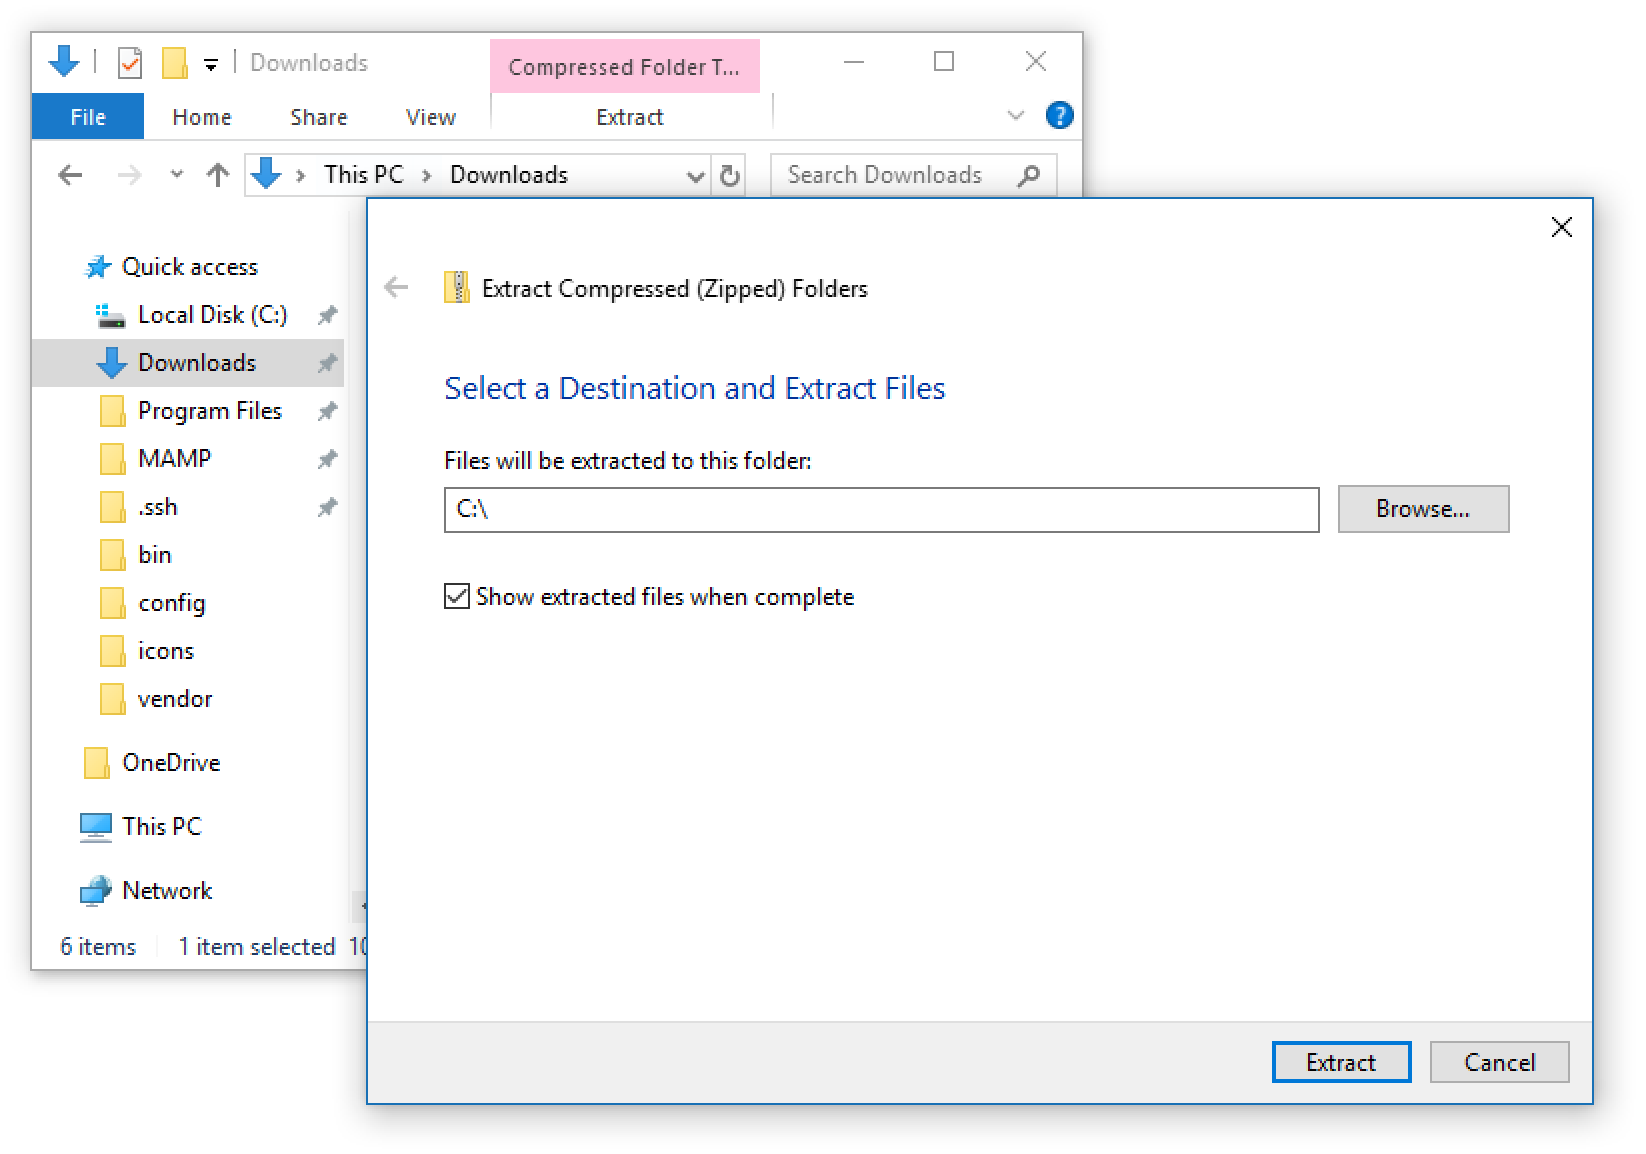 Downloads
Compressed Folder T...
File
Home
Share
View
Extract
?
This PC
Downloads
Search Downloads
Quick access
Local Disk (C:)
Downloads
Program Files
MAMP
.ssh
bin
config
icons
vendor
OneDrive
This PC
Network
6 items
1 item selected 10
Extract Compressed (Zipped) Folders
Select a Destination and Extract Files
Files will be extracted to this folder:
C:\
Browse...
Show extracted files when complete
Extract
Cancel